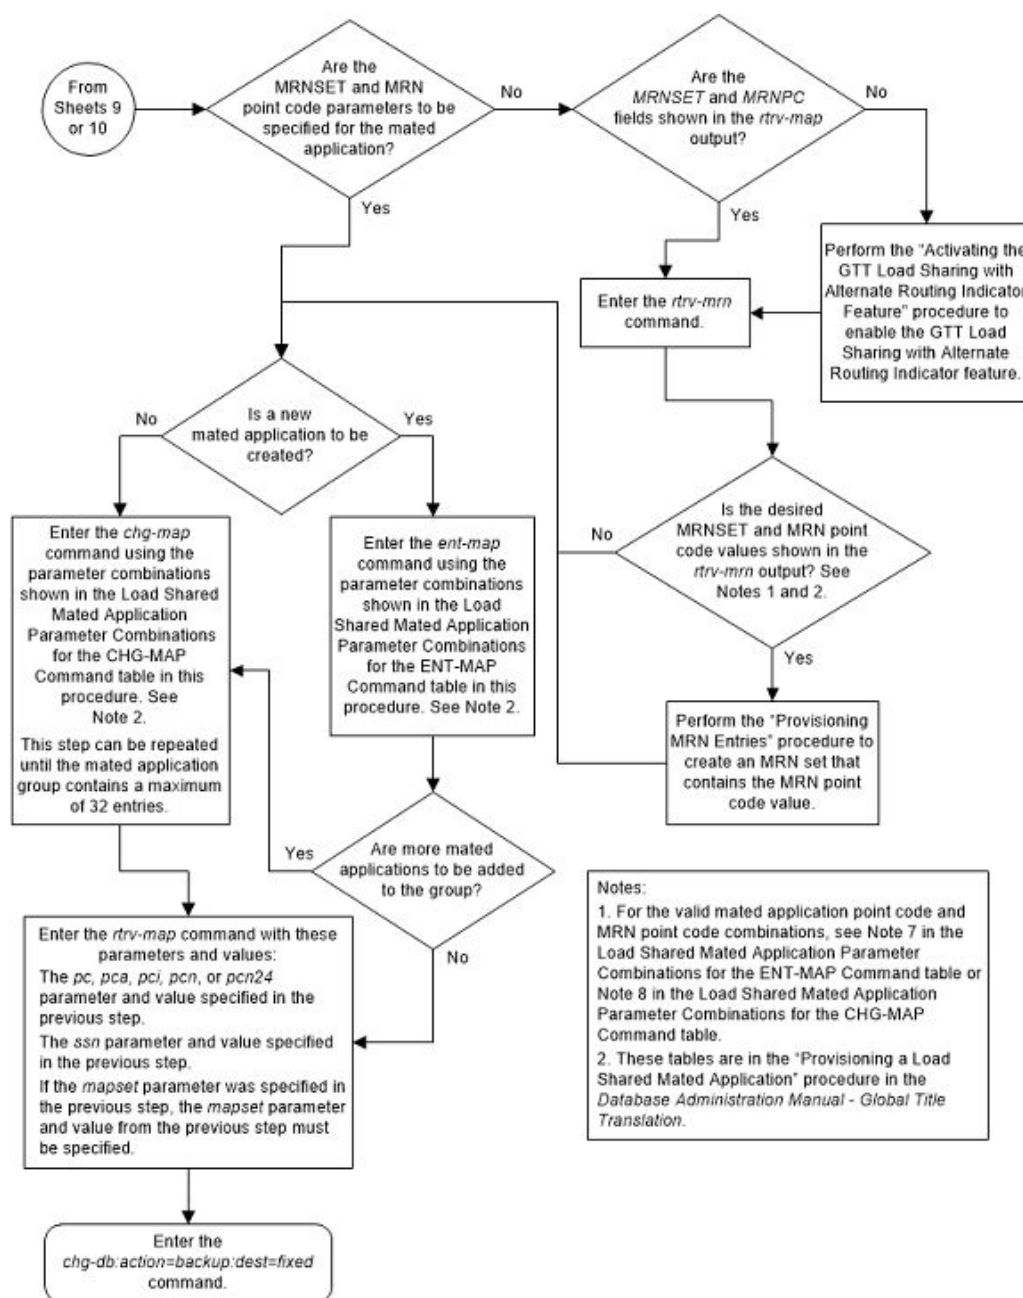 From
Sheets 9
or 10
Are the
MRNSET and MRN
point code parameters to be
specified for the mated
application?
No
Yes
Are the
MRNSET and MRNPC
fields shown in the rtrv-map
output?
No
Yes
Perform the "Activating the
GTT Load Sharing with
Alternate Routing Indicator
Feature" procedure to
enable the GTT Load
Sharing with Alternate
Routing Indicator feature.
Enter the rtrv-mrn
command.
Is a new
mated application to be
created?
No
Yes
Is the desired
MRNSET and MRN point
code values shown in the
rtrv-mrn output? See
Notes 1 and 2.
No
Yes
Enter the chg-map
command using the
parameter combinations
shown in the Load Shared
Mated Application
Parameter Combinations
for the CHG-MAP
Command table in this
procedure. See
Note 2.
This step can be repeated
until the mated application
group contains a maximum
of 32 entries.
Enter the ent-map
command using the
parameter combinations
shown in the Load
Shared Mated Application
Parameter Combinations
for the ENT-MAP
Command table in this
procedure. See Note 2.
Perform the "Provisioning
MRN Entries" procedure to
create an MRN set that
contains the MRN point
code value.
Are more mated
applications to be added
to the group?
Yes
No
Enter the rtrv-map command with these
parameters and values:
The pc, pca, pci, pcn, or pcn24
parameter and value specified in the
previous step.
The ssn parameter and value specified
in the previous step.
If the mapset parameter was specified in
the previous step, the mapset parameter
and value from the previous step must
be specified.
Notes:
1. For the valid mated application point code and
MRN point code combinations, see Note 7 in the
Load Shared Mated Application Parameter
Combinations for the ENT-MAP Command table or
Note 8 in the Load Shared Mated Application
Parameter Combinations for the CHG-MAP
Command table.
2. These tables are in the "Provisioning a Load
Shared Mated Application" procedure in the
Database Administration Manual - Global Title
Translation.
Enter the
chg-db:action=backup:dest=fixed
command.